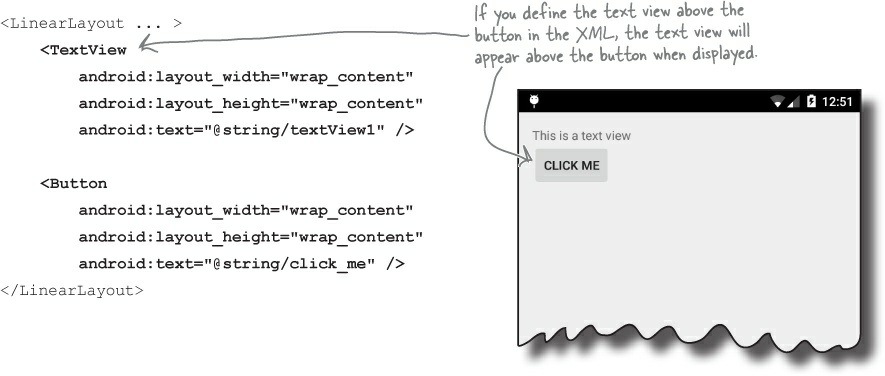 <LinearLayout ... >
<TextView
android:layout_width="wrap_content"
android:layout_height="wrap_content"
android:text="@string/textView1" />
<Button
android:layout_width="wrap_content"
android:layout_height="wrap_content"
android:text="@string/click_me" />
</LinearLayout>
If you define the text view above the
button in the XML, the text view will
appear above the button when displayed.
12:51
This is a text view
CLICK ME